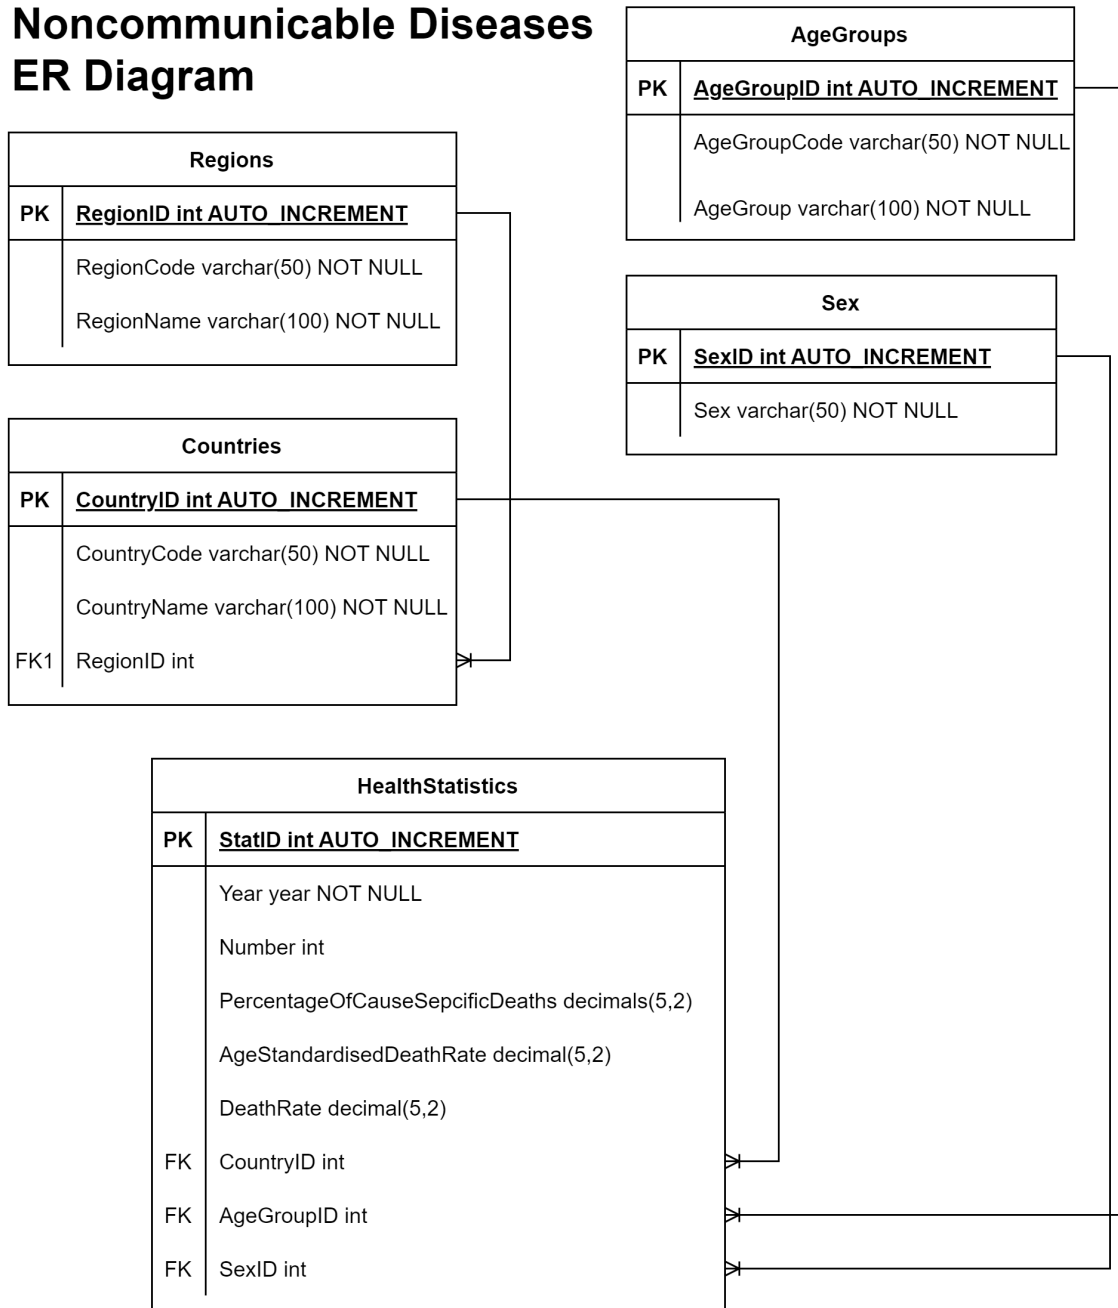 Noncommunicable Diseases
ER Diagram
AgeGroups
PK AgeGroupID int AUTO_INCREMENT
AgeGroupCode varchar(50) NOT NULL
AgeGroup varchar(100) NOT NULL
Regions
PK RegionID int AUTO_INCREMENT
RegionCode varchar(50) NOT NULL
RegionName varchar(100) NOT NULL
Sex
PK SexID int AUTO_INCREMENT
Sex varchar(50) NOT NULL
Countries
PK CountryID int AUTO_INCREMENT
CountryCode varchar(50) NOT NULL
CountryName varchar(100) NOT NULL
FK1 RegionID int
HealthStatistics
PK StatID int AUTO_INCREMENT
Year year NOT NULL
Number int
PercentageOfCauseSepcificDeaths decimals(5,2)
AgeStandardisedDeathRate decimal(5,2)
DeathRate decimal(5,2)
FK CountryID int
FK AgeGroupID int
FK SexID int